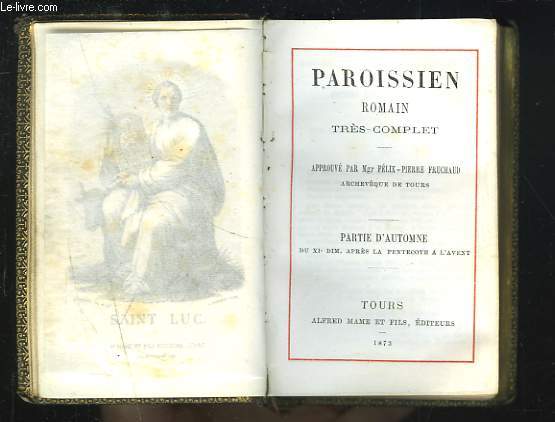 Le-livre.com
SAINT LUC.
PAROISSIEN
ROMAIN
TRÈS-COMPLET
APPROUVÉ PAR Mgr FÉLIX-PIERRE FRUCHAUD
ARCHEVÊQUE DE TOURS
PARTIE D'AUTOMNE
DU XIe DIM. APRÈS LA PENTECOTE A L'AVENT
TOURS
ALFRED MAME ET FILS, ÉDITEURS
1873